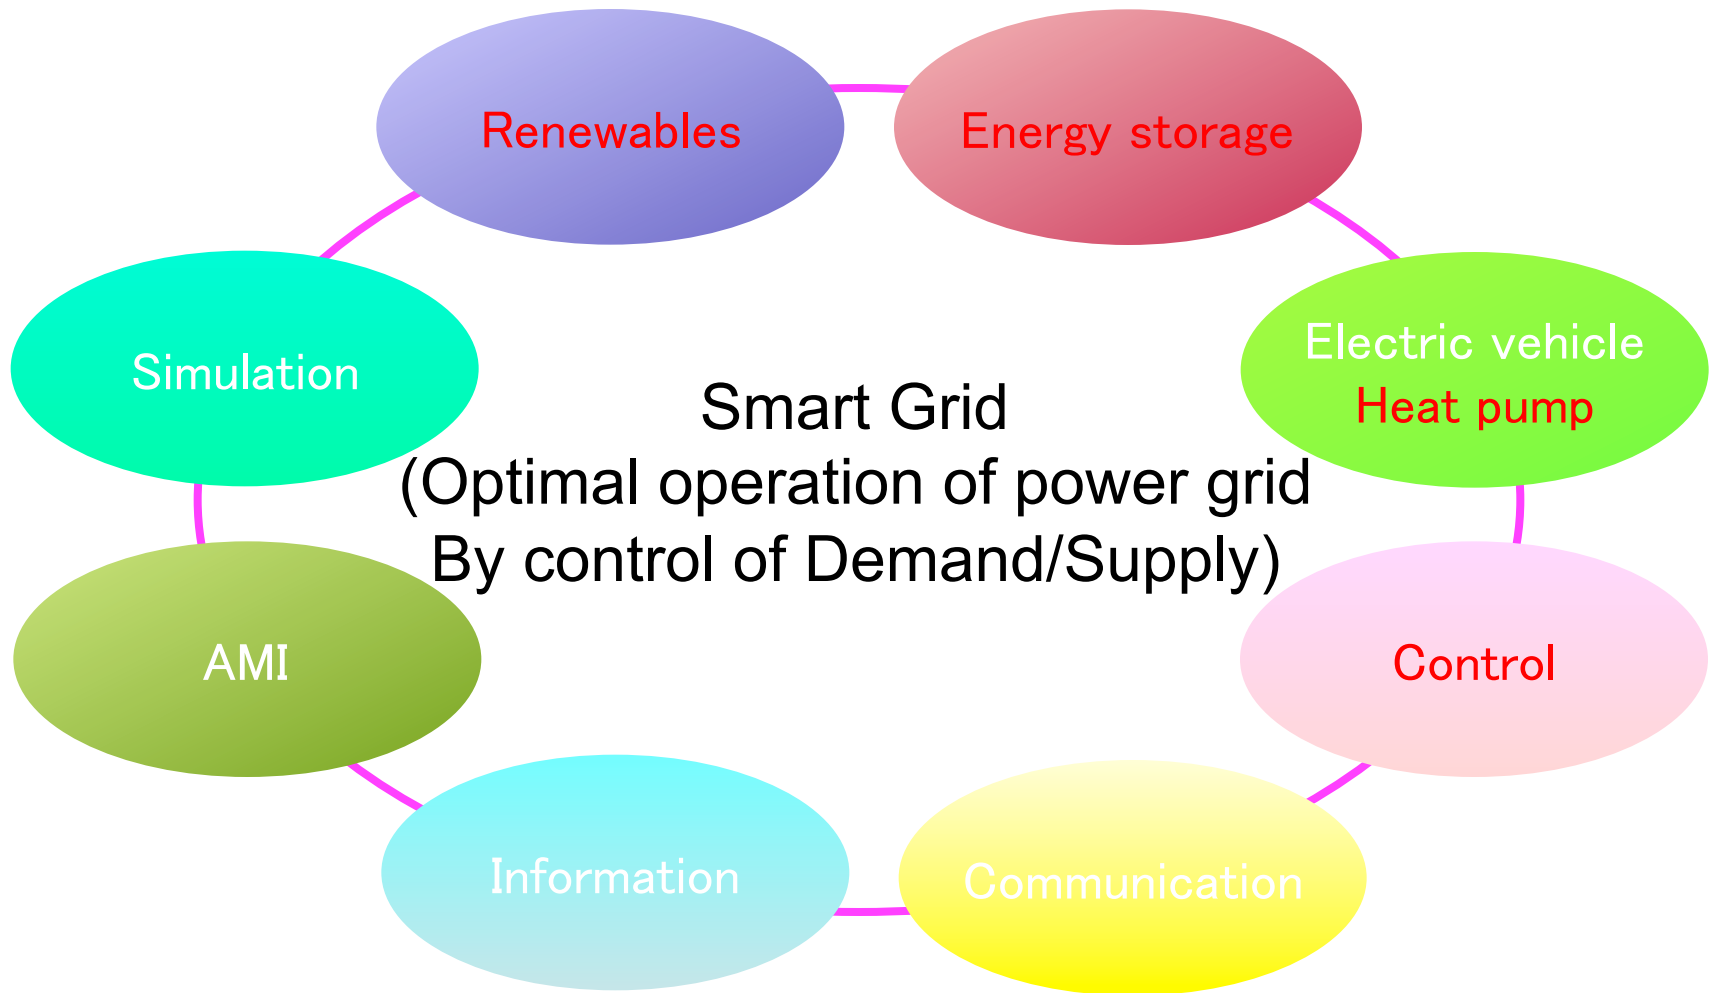 Renewables
Energy storage
Simulation
Electric vehicle
Heat pump
Smart Grid
(Optimal operation of power grid
By control of Demand/Supply)
AMI
Control
Information
Communication